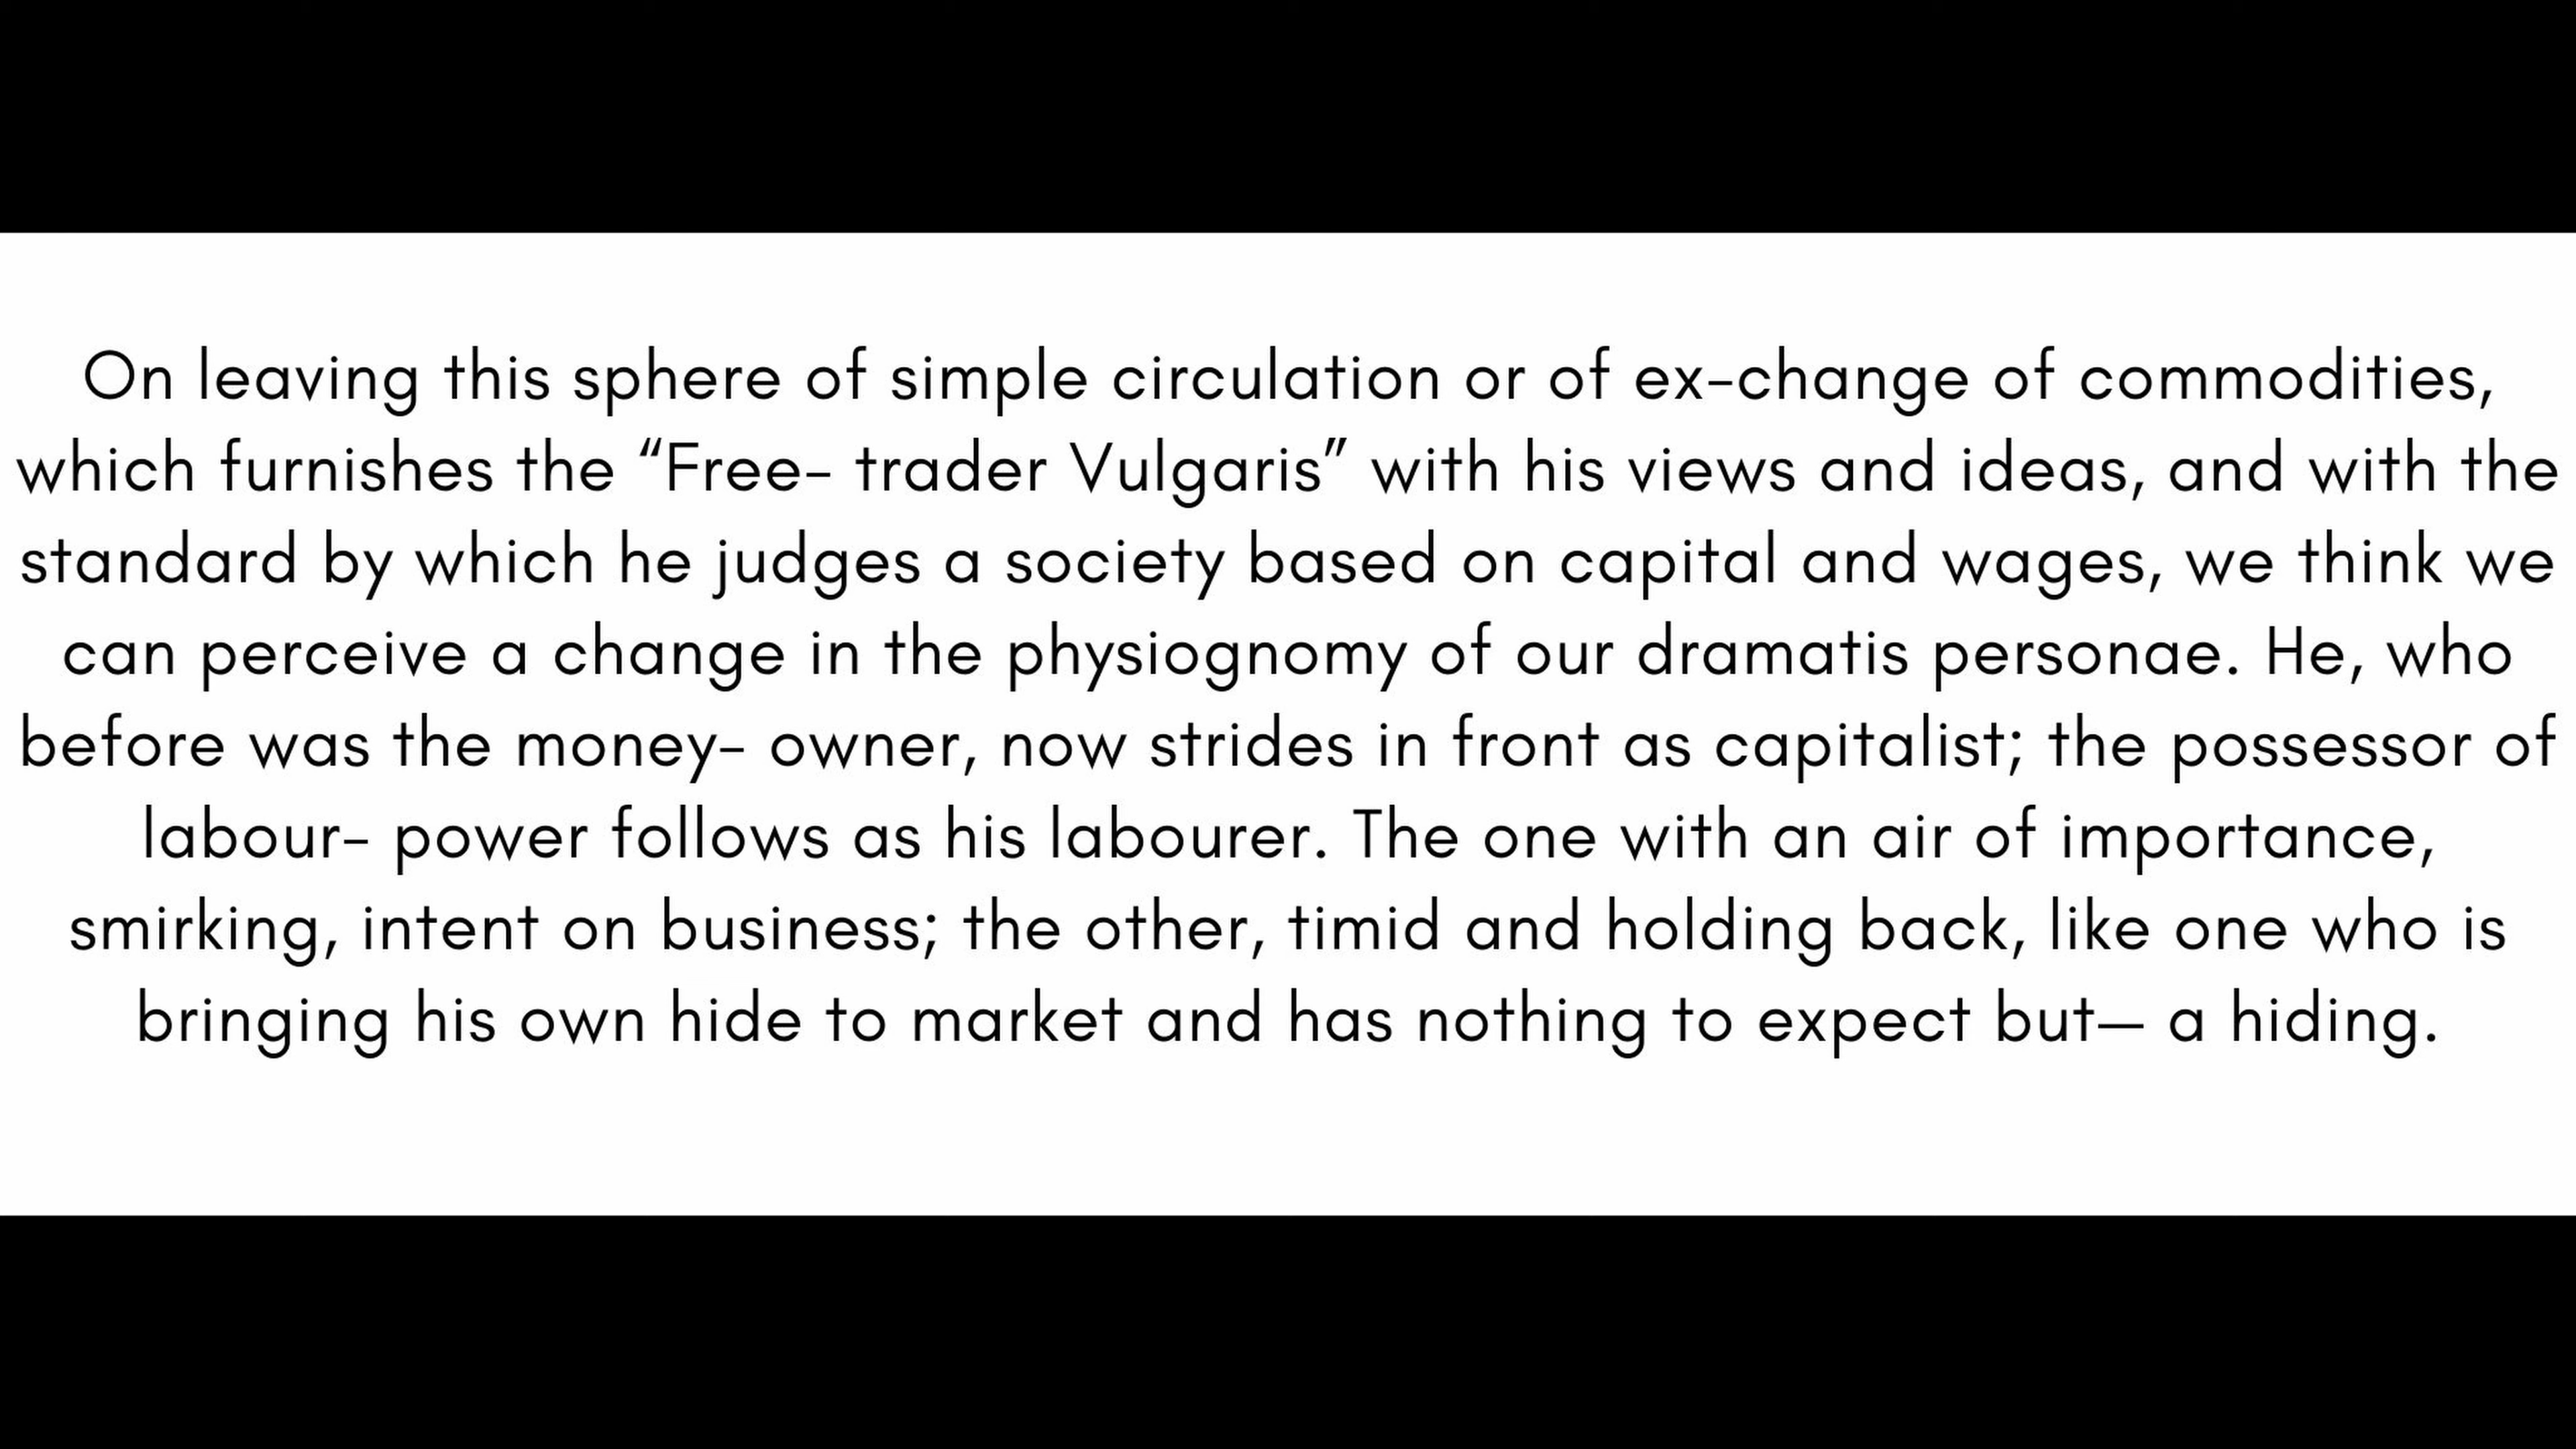 On leaving this sphere of simple circulation or of ex-change of commodities,
which furnishes the “Free- trader Vulgaris” with his views and ideas, and with the
standard by which he judges a society based on capital and wages, we think we
can perceive a change in the physiognomy of our dramatis personae. He, who
before was the money- owner, now strides in front as capitalist; the possessor of
labour- power follows as his labourer. The one with an air of importance,
smirking, intent on business; the other, timid and holding back, like one who is
bringing his own hide to market and has nothing to expect but— a hiding.